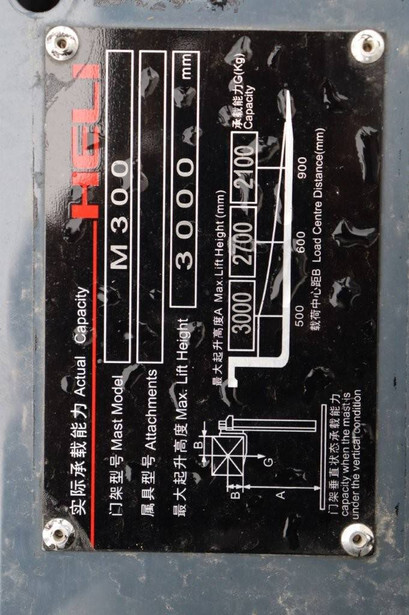 实际承载能力 Actual Capacity HELI
门架型号 Mast Model M300
属具型号 Attachments
最大起升高度 Max. Lift Height 3000 mm
最大起升高度A Max.Lift Height (mm)
承载能力G(Kg)
Capacity
3000 2700 2100
500 600 900
载荷中心距B Load Centre Distance(mm)
B
G
B
A
门架垂直状态承载能力
capacity when the mast is
under the vertical condition